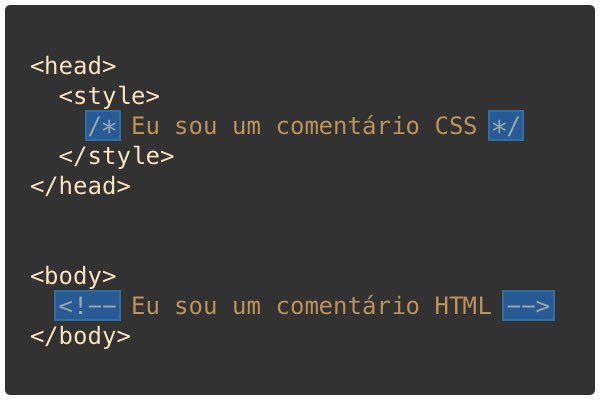 <head>
  <style>
    /* Eu sou um comentário CSS */
  </style>
</head>
<body>
  <!-- Eu sou um comentário HTML -->
</body>